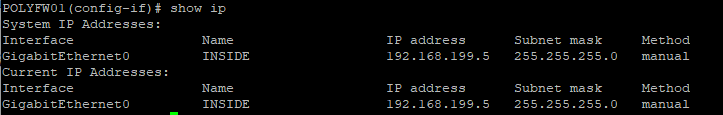 POLYFW01(config-if)# show ip
System IP Addresses:
Interface Name IP address Subnet mask Method
GigabitEthernet0 INSIDE 192.168.199.5 255.255.255.0 manual
Current IP Addresses:
Interface Name IP address Subnet mask Method
GigabitEthernet0 INSIDE 192.168.199.5 255.255.255.0 manual